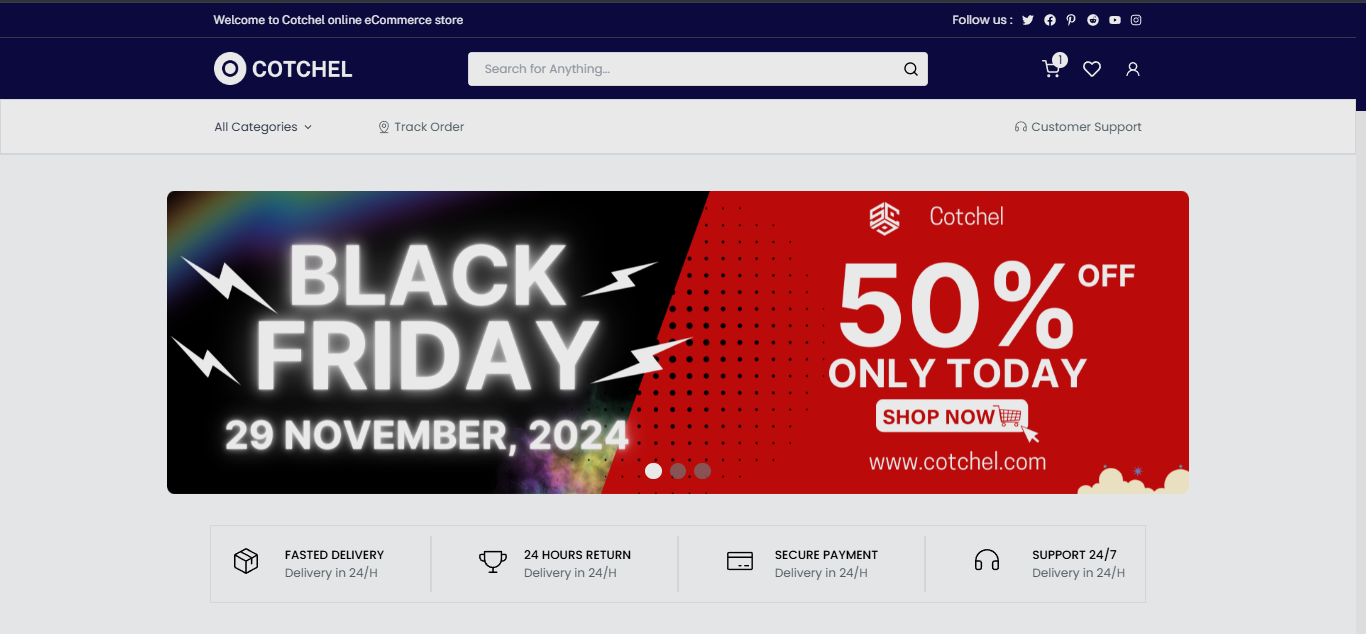 Welcome to Cotchel online eCommerce store
Follow us :
COTCHEL
Search for Anything...
1
All Categories
Track Order
Customer Support
BLACK
FRIDAY
29 NOVEMBER, 2024
Cotchel
50% OFF
ONLY TODAY
SHOP NOW
www.cotchel.com
FASTED DELIVERY
Delivery in 24/H
24 HOURS RETURN
Delivery in 24/H
SECURE PAYMENT
Delivery in 24/H
SUPPORT 24/7
Delivery in 24/H